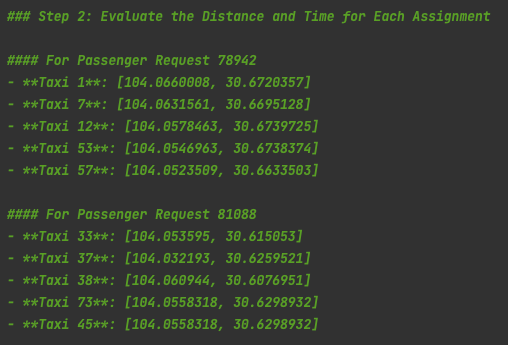 ### Step 2: Evaluate the Distance and Time for Each Assignment
#### For Passenger Request 78942
- **Taxi 1**: [104.0660008, 30.6720357]
- **Taxi 7**: [104.0631561, 30.6695128]
- **Taxi 12**: [104.0578463, 30.6739725]
- **Taxi 53**: [104.0546963, 30.6738374]
- **Taxi 57**: [104.0523509, 30.6633503]
#### For Passenger Request 81088
- **Taxi 33**: [104.053595, 30.615053]
- **Taxi 37**: [104.032193, 30.6259521]
- **Taxi 38**: [104.060944, 30.6076951]
- **Taxi 73**: [104.0558318, 30.6298932]
- **Taxi 45**: [104.0558318, 30.6298932]